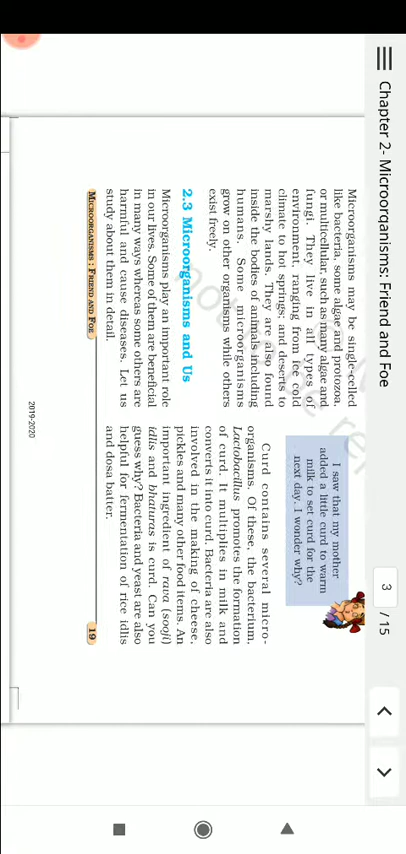 Chapter 2- Microorganisms: Friend and Foe
3 / 15
Microorganisms may be single-celled
like bacteria, some algae and protozoa,
or multicellular, such as many algae and
fungi. They live in all types of
environment, ranging from ice cold
climate to hot springs; and deserts to
marshy lands. They are also found
inside the bodies of animals including
humans. Some microorganisms
grow on other organisms while others
exist freely.
2.3 Microorganisms and Us
Microorganisms play an important role
in our lives. Some of them are beneficial
in many ways whereas some others are
harmful and cause diseases. Let us
study about them in detail.
I saw that my mother
added a little curd to warm
milk to set curd for the
next day. I wonder why?
Curd contains several micro-
organisms. Of these, the bacterium,
Lactobacillus promotes the formation
of curd. It multiplies in milk and
converts it into curd. Bacteria are also
involved in the making of cheese,
pickles and many other food items. An
important ingredient of rava (sooji)
idlis and bhaturas is curd. Can you
guess why? Bacteria and yeast are also
helpful for fermentation of rice idlis
and dosa batter.
MICROORGANISMS : FRIEND AND FOE
19
2019-2020